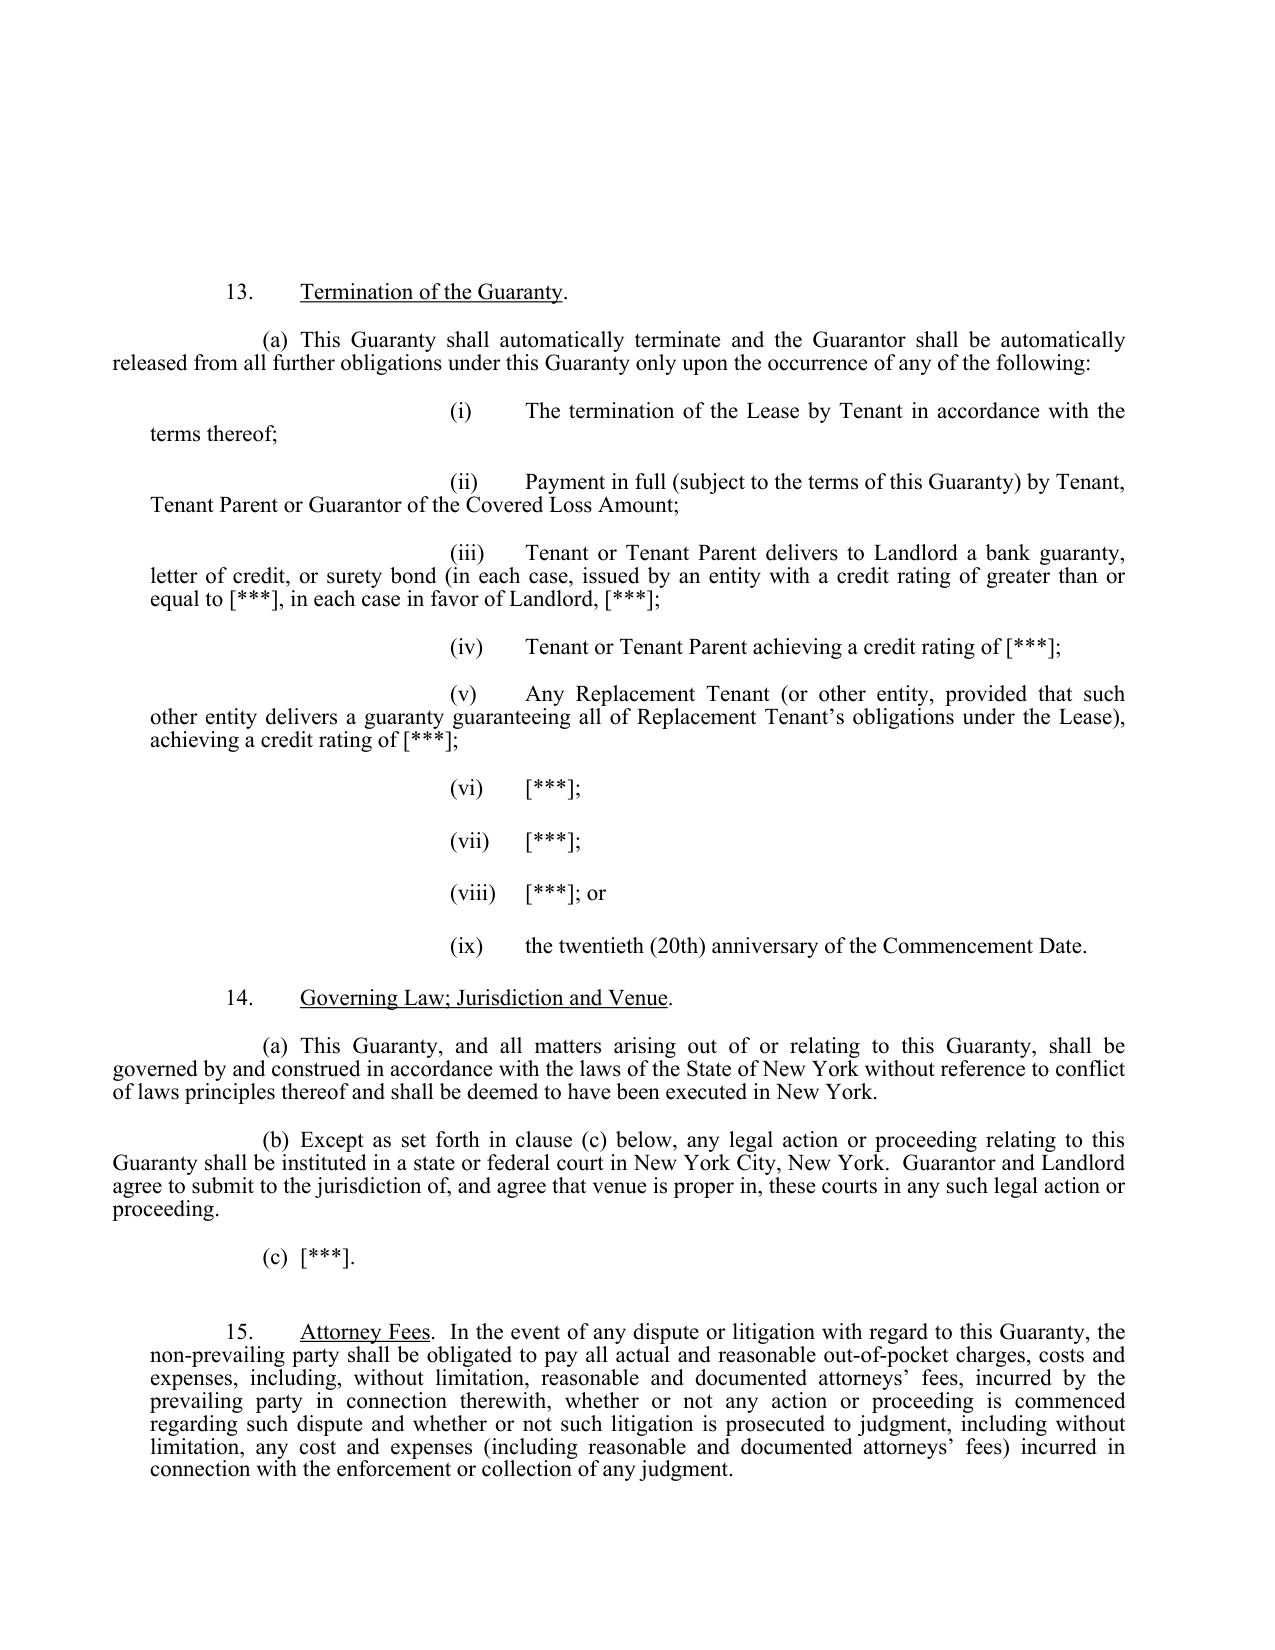 13. Termination of the Guaranty.
(a) This Guaranty shall automatically terminate and the Guarantor shall be automatically
released from all further obligations under this Guaranty only upon the occurrence of any of the following:
(i) The termination of the Lease by Tenant in accordance with the
terms thereof;
(ii) Payment in full (subject to the terms of this Guaranty) by Tenant,
Tenant Parent or Guarantor of the Covered Loss Amount;
(iii) Tenant or Tenant Parent delivers to Landlord a bank guaranty,
letter of credit, or surety bond (in each case, issued by an entity with a credit rating of greater than or
equal to [***], in each case in favor of Landlord, [***];
(iv) Tenant or Tenant Parent achieving a credit rating of [***];
(v) Any Replacement Tenant (or other entity, provided that such
other entity delivers a guaranty guaranteeing all of Replacement Tenant’s obligations under the Lease),
achieving a credit rating of [***];
(vi) [***];
(vii) [***];
(viii) [***]; or
(ix) the twentieth (20th) anniversary of the Commencement Date.
14. Governing Law; Jurisdiction and Venue.
(a) This Guaranty, and all matters arising out of or relating to this Guaranty, shall be
governed by and construed in accordance with the laws of the State of New York without reference to conflict
of laws principles thereof and shall be deemed to have been executed in New York.
(b) Except as set forth in clause (c) below, any legal action or proceeding relating to this
Guaranty shall be instituted in a state or federal court in New York City, New York.  Guarantor and Landlord
agree to submit to the jurisdiction of, and agree that venue is proper in, these courts in any such legal action or
proceeding.
(c) [***].
15. Attorney Fees.  In the event of any dispute or litigation with regard to this Guaranty, the
non-prevailing party shall be obligated to pay all actual and reasonable out-of-pocket charges, costs and
expenses, including, without limitation, reasonable and documented attorneys’ fees, incurred by the
prevailing party in connection therewith, whether or not any action or proceeding is commenced
regarding such dispute and whether or not such litigation is prosecuted to judgment, including without
limitation, any cost and expenses (including reasonable and documented attorneys’ fees) incurred in
connection with the enforcement or collection of any judgment.